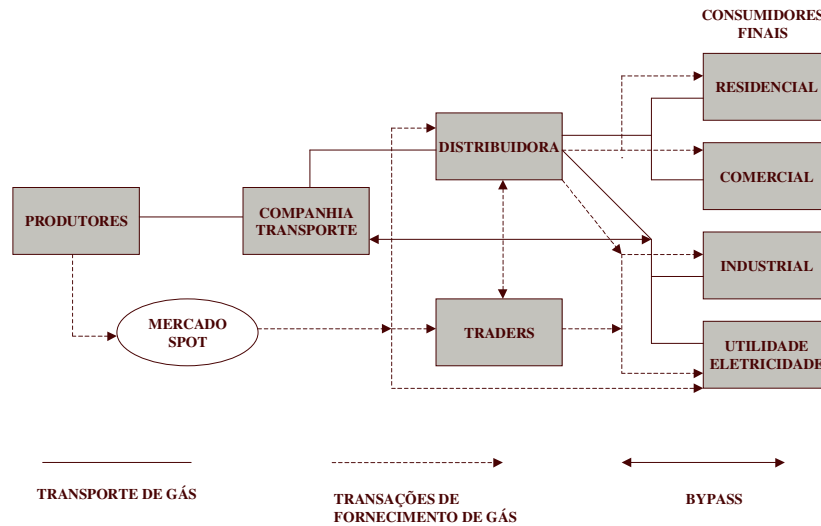 CONSUMIDORES
FINAIS
RESIDENCIAL
DISTRIBUIDORA
COMERCIAL
PRODUTORES
COMPANHIA
TRANSPORTE
INDUSTRIAL
MERCADO
SPOT
TRADERS
UTILIDADE
ELETRICIDADE
TRANSPORTE DE GÁS
TRANSAÇÕES DE
FORNECIMENTO DE GÁS
BYPASS